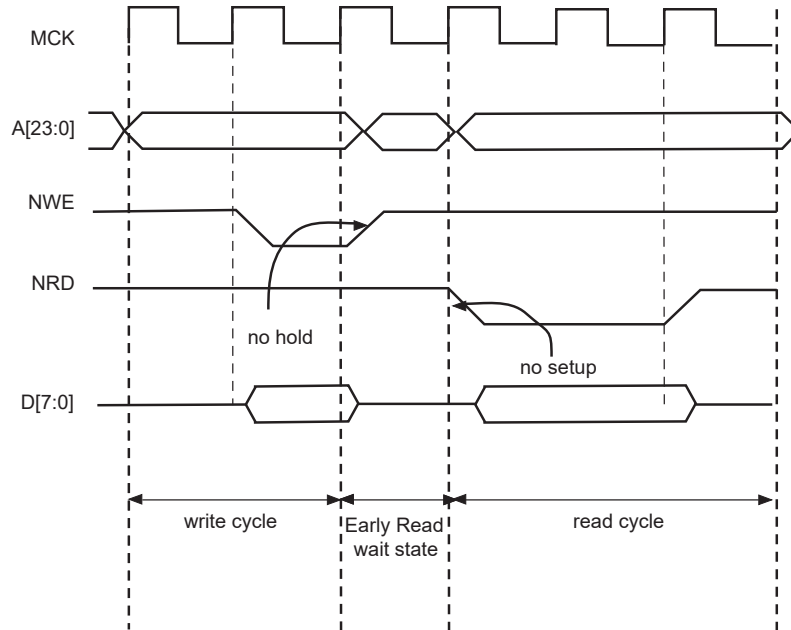 MCK
A[23:0]
NWE
NRD
no hold
no setup
D[7:0]
write cycle
Early Read
wait state
read cycle